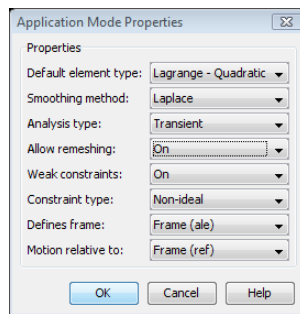 Application Mode Properties
Properties
Default element type: Lagrange - Quadratic
Smoothing method: Laplace
Analysis type: Transient
Allow remeshing: On
Weak constraints: On
Constraint type: Non-ideal
Defines frame: Frame (ale)
Motion relative to: Frame (ref)
OK Cancel Help